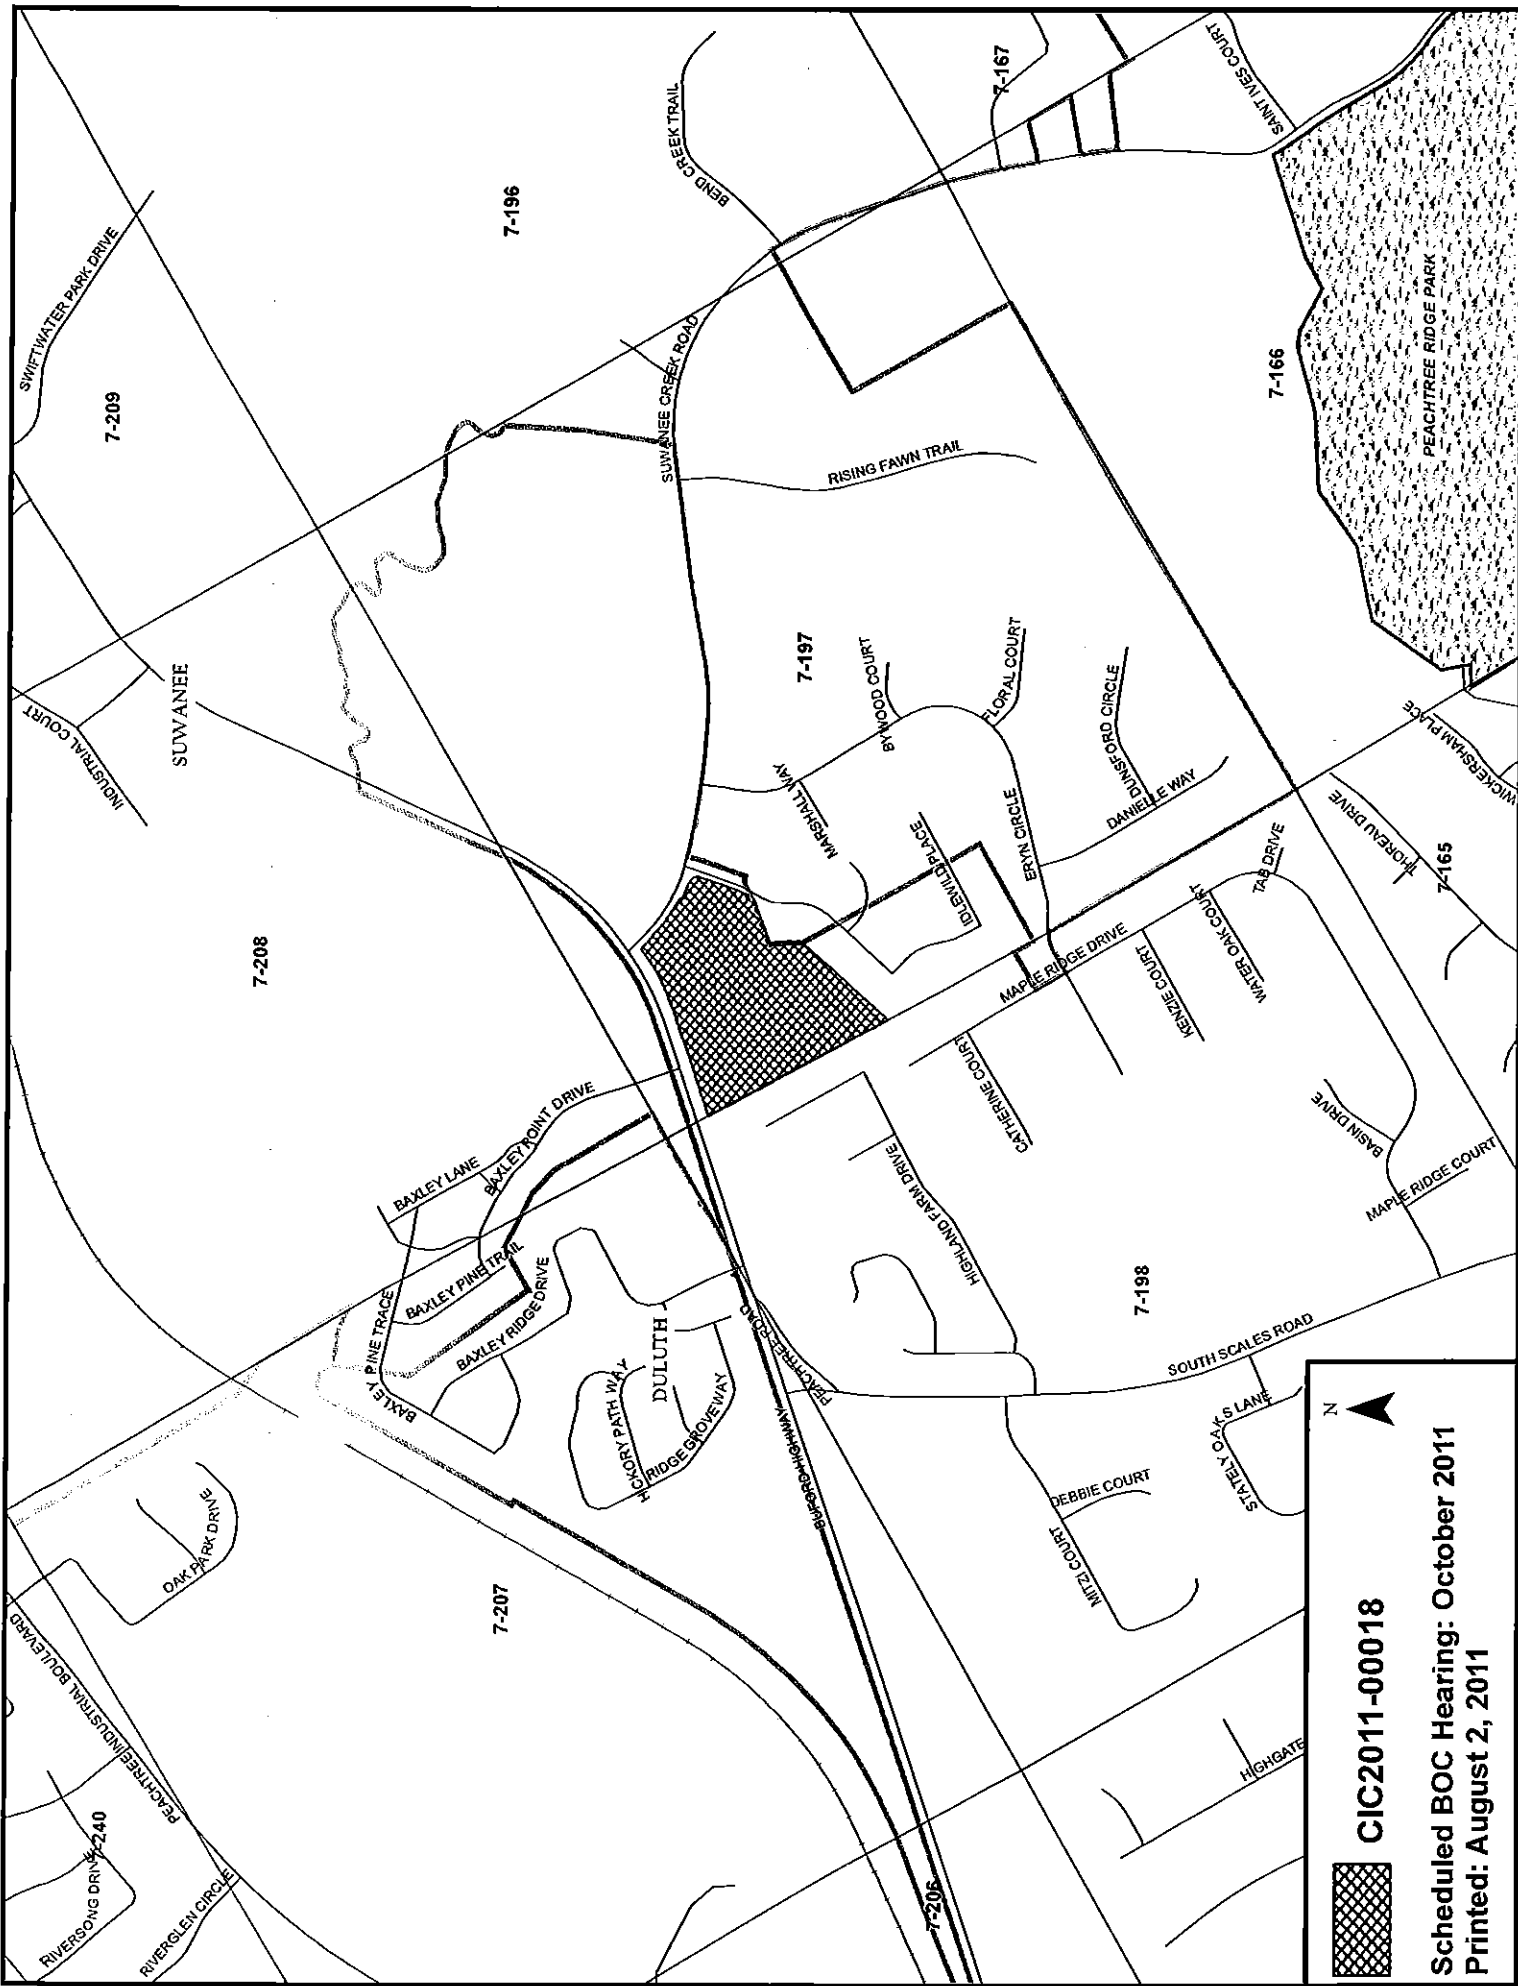 SWIFTWATER PARK DRIVE
7-209
7-196
BEND CREEK TRAIL
7-167
SAINT IVES COURT
INDUSTRIAL COURT
SUWANEE
SUWANEE CREEK ROAD
RISING FAWN TRAIL
7-166
PEACHTREE RIDGE PARK
7-208
7-197
BYWOOD COURT
FLORAL COURT
MARSHALL WAY
DUNSFORD CIRCLE
IDLEWILD PLACE
ERYN CIRCLE
DANIELLE WAY
WICKERSHAM PLACE
THOREAU DRIVE
7-165
TAB DRIVE
WATER OAK COURT
MAPLE RIDGE DRIVE
KENZIE COURT
CATHERINE COURT
BASIN DRIVE
MAPLE RIDGE COURT
BAXLEY LANE
BAXLEY POINT DRIVE
BAXLEY PINE TRAIL
BAXLEY PINE TRACE
BAXLEY RIDGE DRIVE
DULUTH
HICKORY PATH WAY
RIDGE GROVE WAY
PEACHTREE ROAD
PEACHTREE ROAD
BUFORD HIGHWAY
HIGHLAND FARM DRIVE
7-198
SOUTH SCALES ROAD
STATELY OAKS LANE
DEBBIE COURT
MITZI COURT
HIGHGATE
OAK PARK DRIVE
7-207
PEACHTREE INDUSTRIAL BOULEVARD
-240
RIVERSONG DRIVE
RIVERGLEN CIRCLE
7-206
N
CIC2011-00018
Scheduled BOC Hearing: October 2011
Printed: August 2, 2011